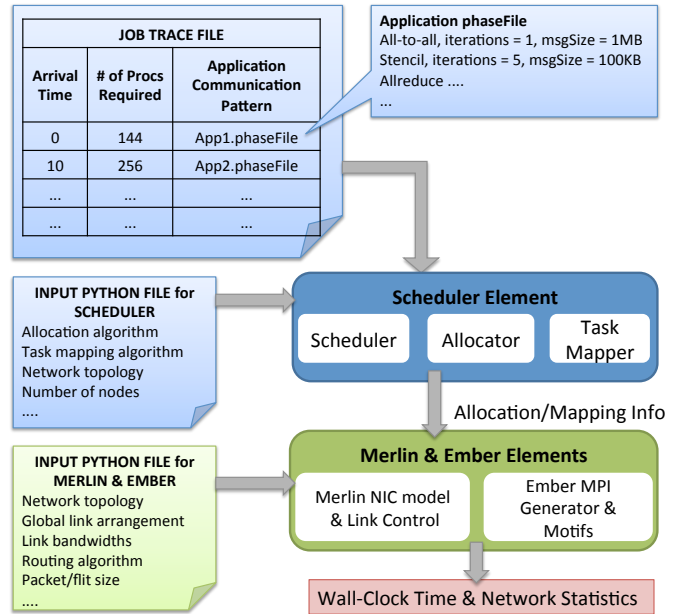 JOB TRACE FILE
Arrival Time
# of Procs Required
Application Communication Pattern
0
144
App1.phaseFile
10
256
App2.phaseFile
...
...
...
...
...
...
Application phaseFile
All-to-all, iterations = 1, msgSize = 1MB
Stencil, iterations = 5, msgSize = 100KB
Allreduce ....
...
INPUT PYTHON FILE for
SCHEDULER
Allocation algorithm
Task mapping algorithm
Network topology
Number of nodes
....
Scheduler Element
Scheduler
Allocator
Task
Mapper
Allocation/Mapping Info
INPUT PYTHON FILE for
MERLIN & EMBER
Network topology
Global link arrangement
Link bandwidths
Routing algorithm
Packet/flit size
....
Merlin & Ember Elements
Merlin NIC model
& Link Control
Ember MPI
Generator &
Motifs
Wall-Clock Time & Network Statistics